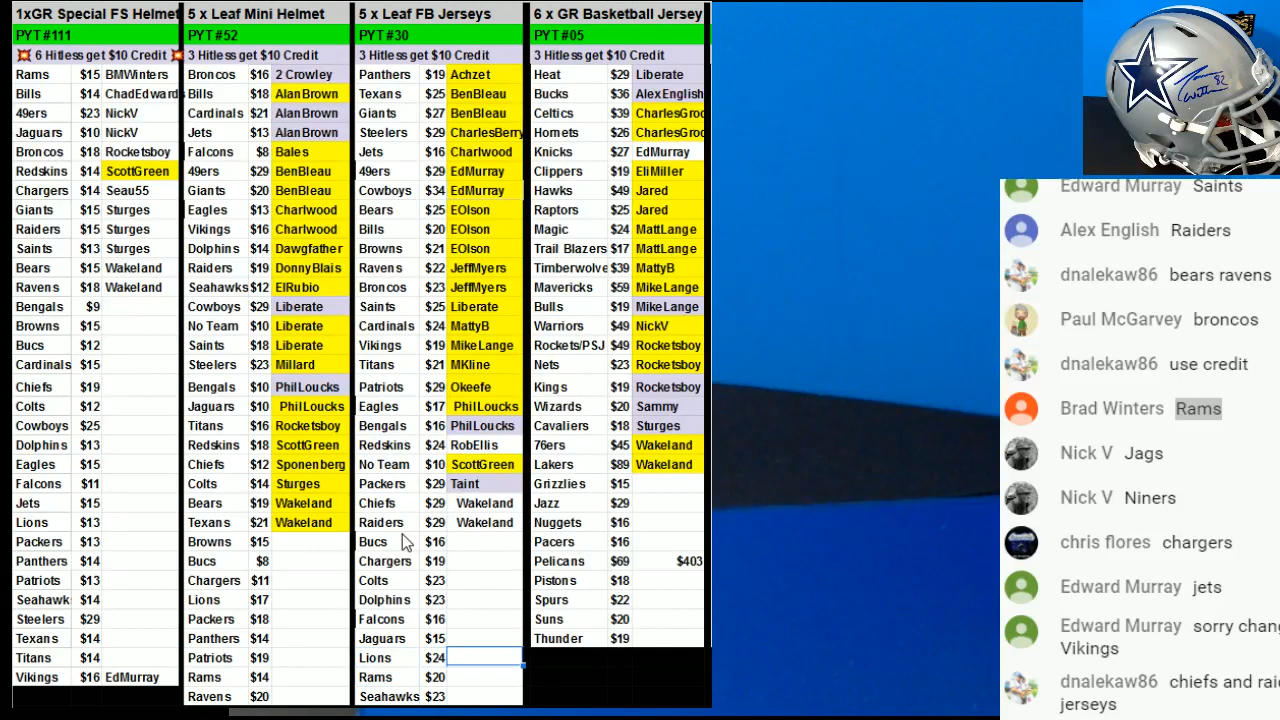 1xGR Special FS Helmet
PYT #111
6 Hitless get $10 Credit
Rams $15 BMWinters
Bills $14 ChadEdward
49ers $23 NickV
Jaguars $10 NickV
Broncos $18 Rocketsboy
Redskins $14 ScottGreen
Chargers $14 Seau55
Giants $15 Sturges
Raiders $15 Sturges
Saints $13 Sturges
Bears $15 Wakeland
Ravens $18 Wakeland
Bengals $9
Browns $15
Bucs $12
Cardinals $15
Chiefs $19
Colts $12
Cowboys $25
Dolphins $13
Eagles $15
Falcons $11
Jets $15
Lions $13
Packers $13
Panthers $14
Patriots $13
Seahawk $14
Steelers $29
Texans $14
Titans $14
Vikings $16 EdMurray
5 x Leaf Mini Helmet
PYT #52
3 Hitless get $10 Credit
Broncos $16 2 Crowley
Bills $18 AlanBrown
Cardinals $21 AlanBrown
Jets $13 AlanBrown
Falcons $8 Bales
49ers $29 BenBleau
Giants $20 BenBleau
Eagles $13 Charlwood
Vikings $16 Charlwood
Dolphins $14 Dawgfather
Raiders $19 DonnyBlais
Seahawks $12 ElRubio
Cowboys $29 Liberate
No Team $10 Liberate
Saints $18 Liberate
Steelers $23 Millard
Bengals $10 PhilLoucks
Jaguars $10 PhilLoucks
Titans $16 Rocketsboy
Redskins $18 ScottGreen
Chiefs $12 Sponenberg
Colts $14 Sturges
Bears $19 Wakeland
Texans $21 Wakeland
Browns $15
Bucs $8
Chargers $11
Lions $17
Packers $18
Panthers $14
Patriots $19
Rams $14
Ravens $20
5 x Leaf FB Jerseys
PYT #30
3 Hitless get $10 Credit
Panthers $19 Achzet
Texans $25 BenBleau
Giants $27 BenBleau
Steelers $29 CharlesBerry
Jets $16 Charlwood
49ers $29 EdMurray
Cowboys $34 EdMurray
Bears $25 EOlson
Bills $20 EOlson
Browns $21 EOlson
Ravens $22 JeffMyers
Broncos $23 JeffMyers
Saints $25 Liberate
Cardinals $24 MattyB
Vikings $19 MikeLange
Titans $21 MKline
Patriots $29 Okeefe
Eagles $17 PhilLoucks
Bengals $16 PhilLoucks
Redskins $24 RobEllis
No Team $10 ScottGreen
Packers $29 Taint
Chiefs $29 Wakeland
Raiders $29 Wakeland
Bucs $16
Chargers $19
Colts $23
Dolphins $23
Falcons $16
Jaguars $15
Lions $24
Rams $20
Seahawks $23
6 x GR Basketball Jersey
PYT #05
3 Hitless get $10 Credit
Heat $29 Liberate
Bucks $36 AlexEnglish
Celtics $39 CharlesGroo
Hornets $26 CharlesGroo
Knicks $27 EdMurray
Clippers $19 EliMiller
Hawks $49 Jared
Raptors $25 Jared
Magic $24 MattLange
Trail Blazers $17 MattLange
Timberwolve $39 MattyB
Mavericks $59 MikeLange
Bulls $19 MikeLange
Warriors $49 NickV
Rockets/PSJ $49 Rocketsboy
Nets $23 Rocketsboy
Kings $19 Rocketsboy
Wizards $20 Sammy
Cavaliers $18 Sturges
76ers $45 Wakeland
Lakers $89 Wakeland
Grizzlies $15
Jazz $29
Nuggets $16
Pacers $16
Pelicans $69 $403
Pistons $18
Spurs $22
Suns $20
Thunder $19
82
Edward Murray Saints
Alex English Raiders
dnalekaw86 bears ravens
Paul McGarvey broncos
dnalekaw86 use credit
Brad Winters Rams
Nick V Jags
Nick V Niners
chris flores chargers
Edward Murray jets
Edward Murray sorry chang
Vikings
dnalekaw86 chiefs and raid
jerseys